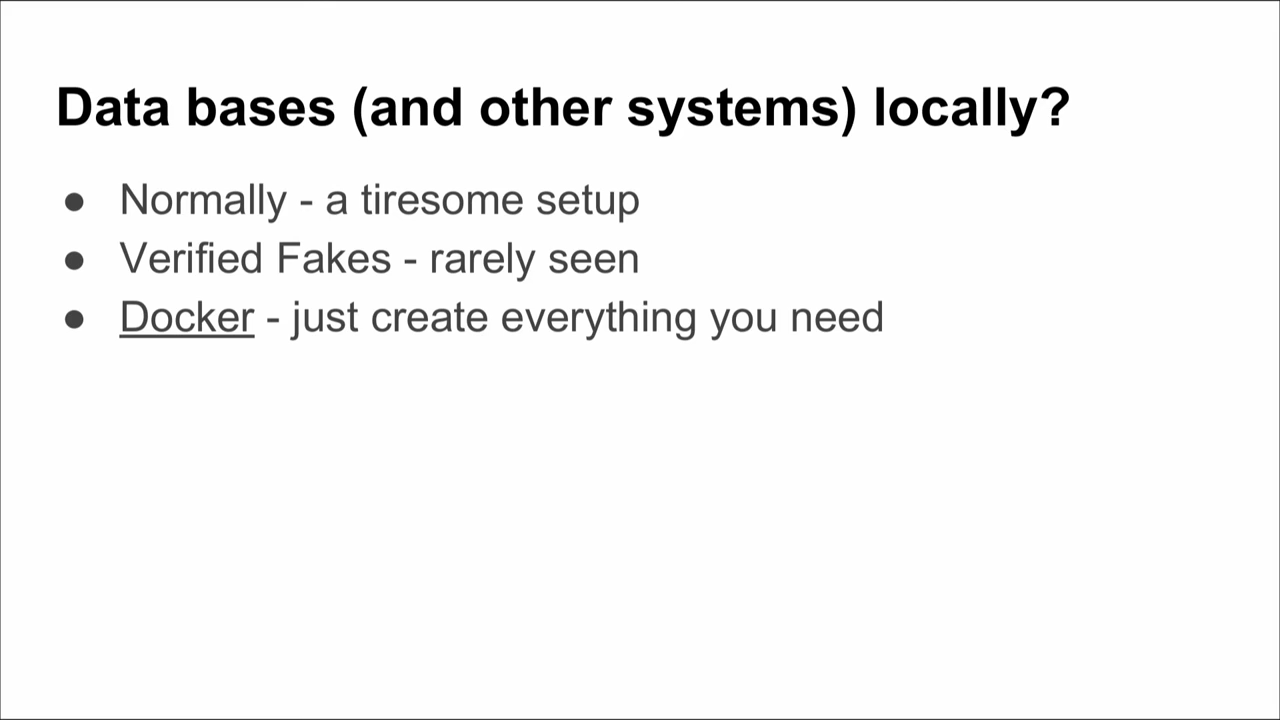 Data bases (and other systems) locally?
● Normally - a tiresome setup
● Verified Fakes - rarely seen
● Docker - just create everything you need